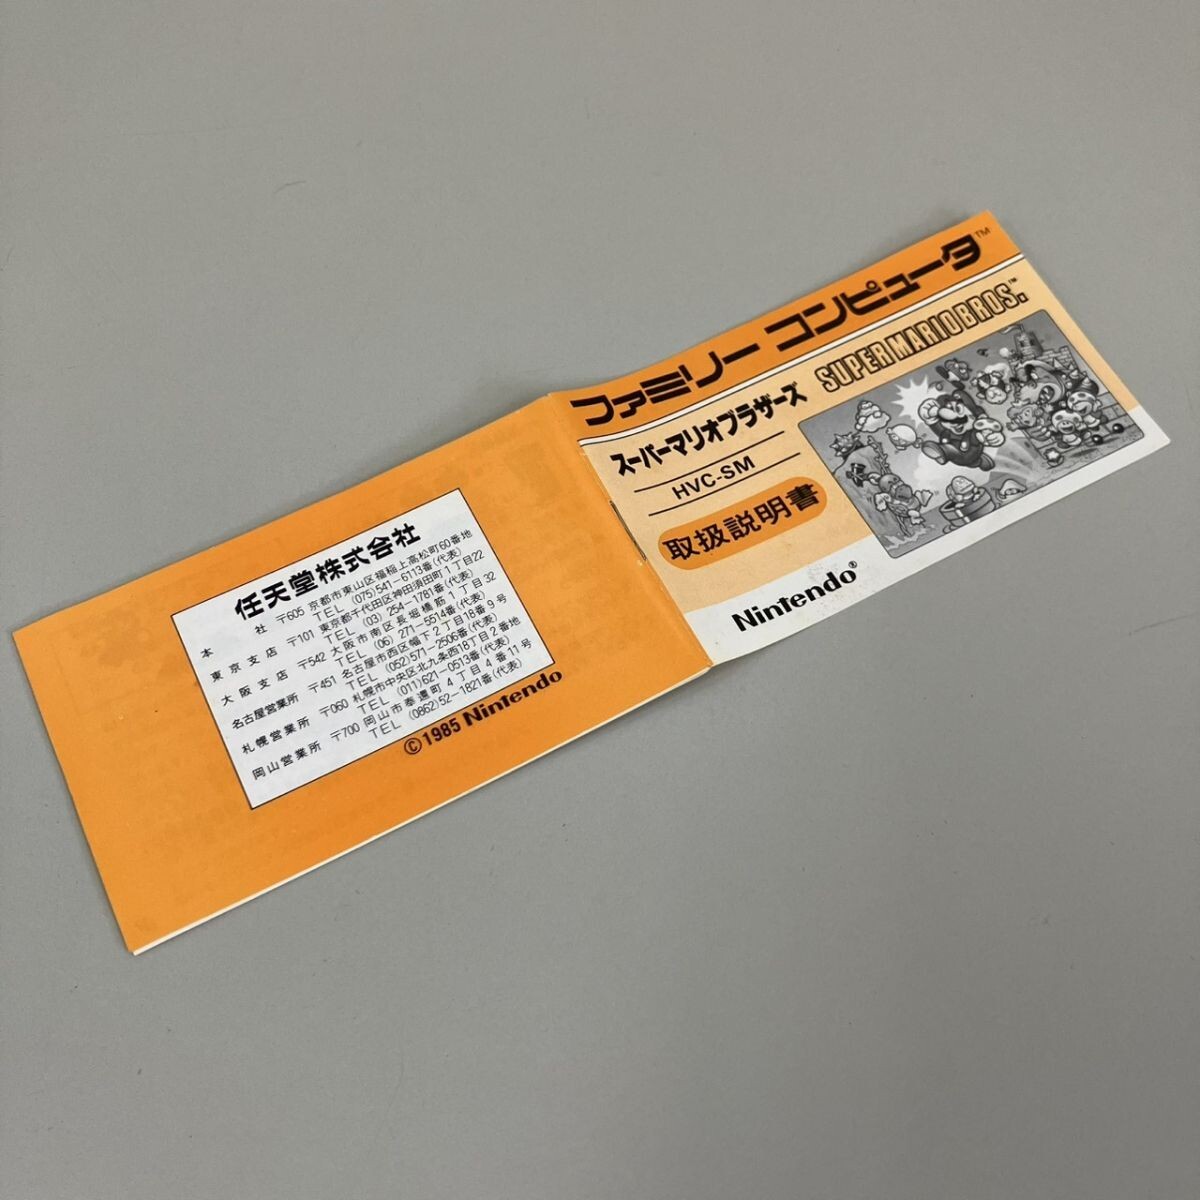 ファミリー コンピュータ™
スーパーマリオブラザーズ
SUPER MARIO BROS.™
HVC-SM
取扱説明書
Nintendo®
任天堂株式会社
本 社 〒605 京都市東山区福稲上高松町60番地
TEL (075)541-6113番(代表)
東京支店 〒101 東京都千代田区神田須田町1丁目22
TEL (03) 254-1781番(代表)
大阪支店 〒542 大阪市南区長堀橋筋1丁目32
TEL (06) 271-5514番(代表)
名古屋営業所 〒451 名古屋市西区幅下2丁目18番9号
TEL (052)571-2506番(代表)
札幌営業所 〒060 札幌市中央区北九条西18丁目2番地
TEL (011)621-0513番(代表)
岡山営業所 〒700 岡山市奉還町4丁目4番11号
TEL (0862)52-1821番(代表)
©1985 Nintendo